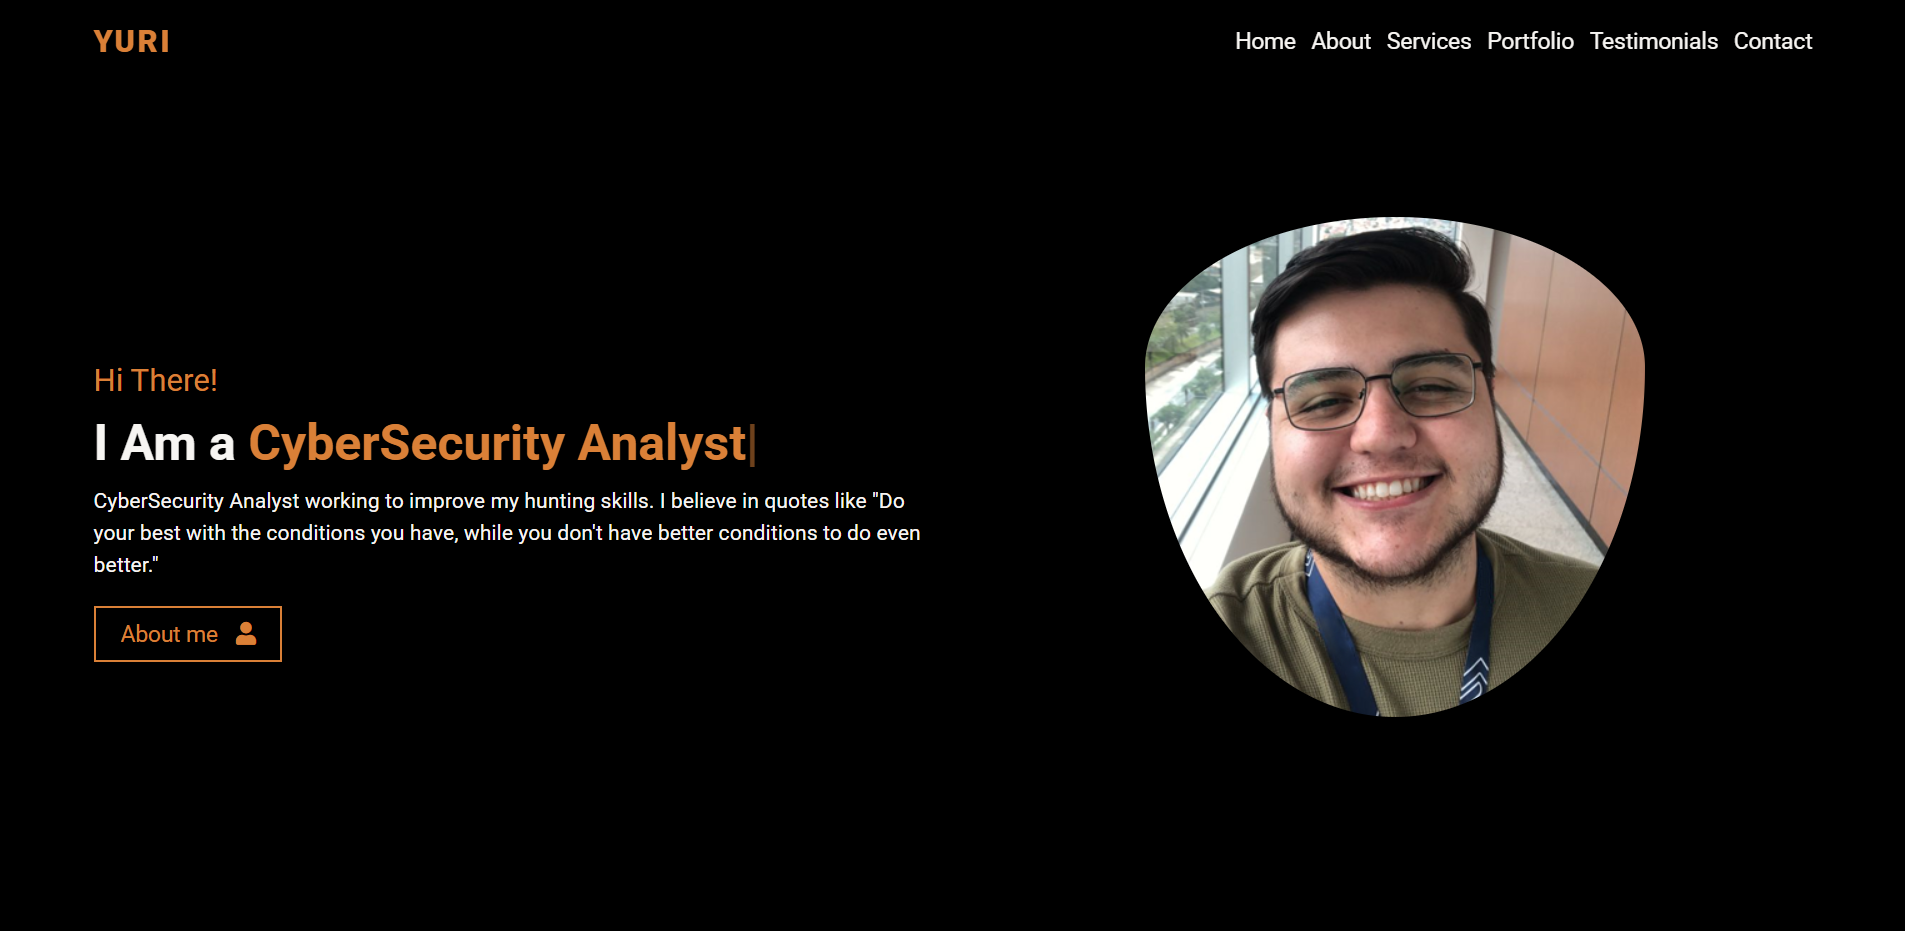 YURI
Home About Services Portfolio Testimonials Contact
Hi There!
I Am a CyberSecurity Analyst|
CyberSecurity Analyst working to improve my hunting skills. I believe in quotes like "Do
your best with the conditions you have, while you don't have better conditions to do even
better."
About me